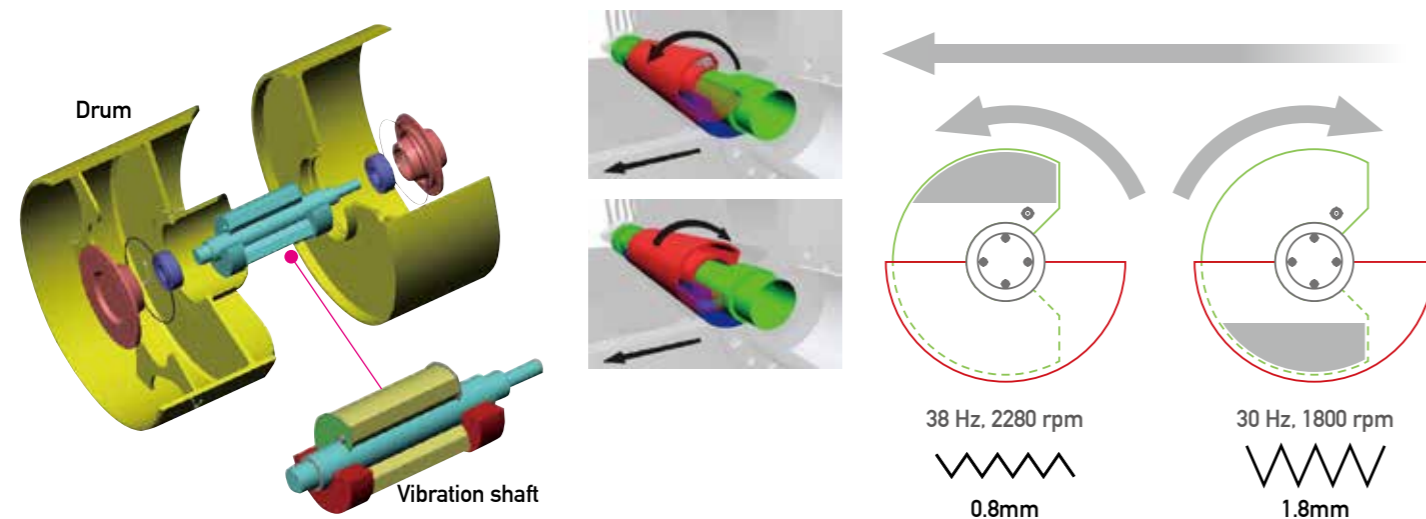 Drum
Vibration shaft
38 Hz, 2280 rpm
0.8mm
30 Hz, 1800 rpm
1.8mm